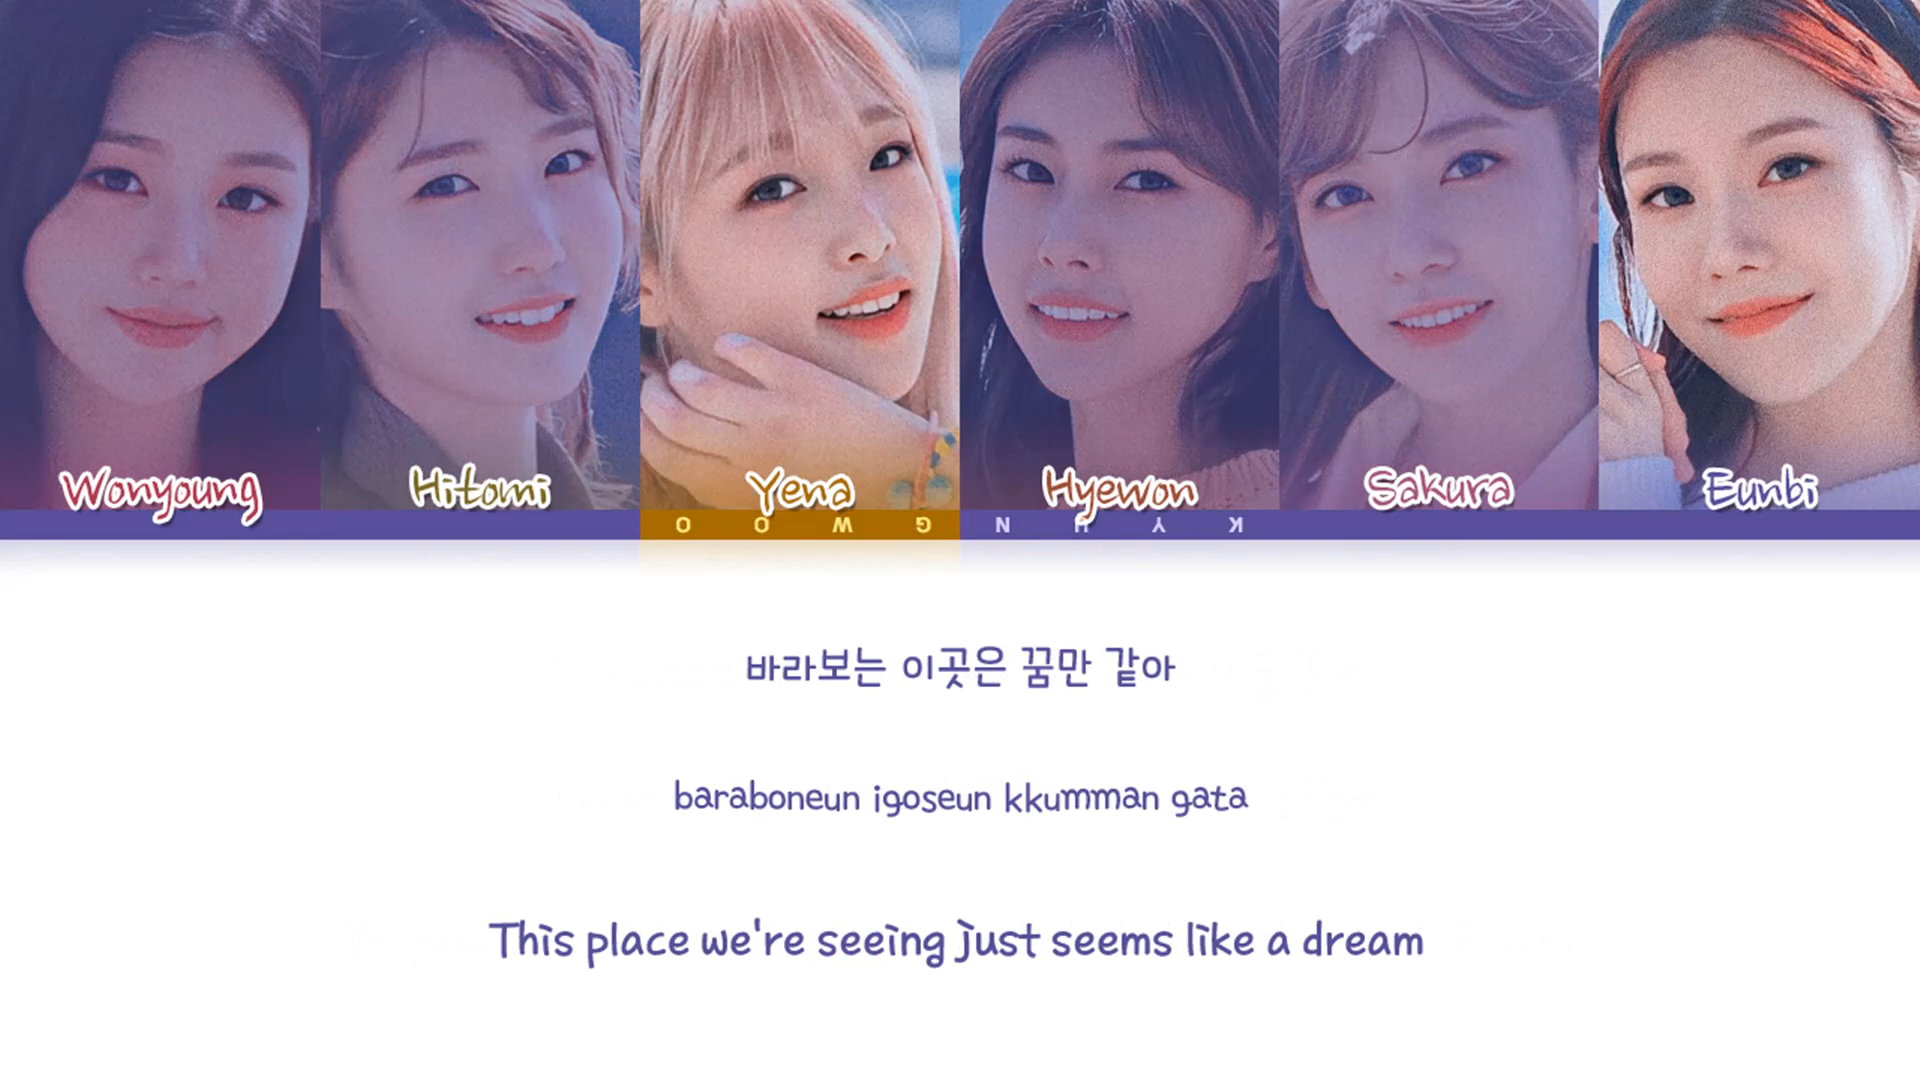 Wonyoung
Hitomi
Yena
Hyewon
Sakura
Eunbi
바라보는 이곳은 꿈만 같아
baraboneun igoseun kkumman gata
This place we're seeing just seems like a dream